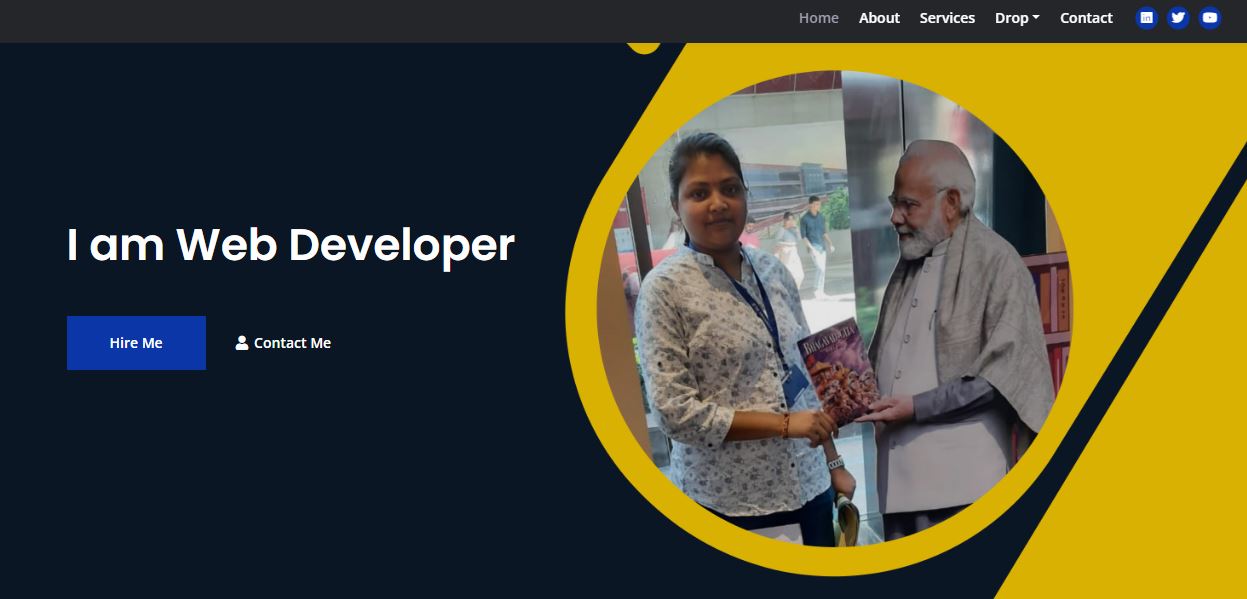 Home About Services Drop Contact
I am Web Developer
Hire Me Contact Me
BHAGAVAD-GITA